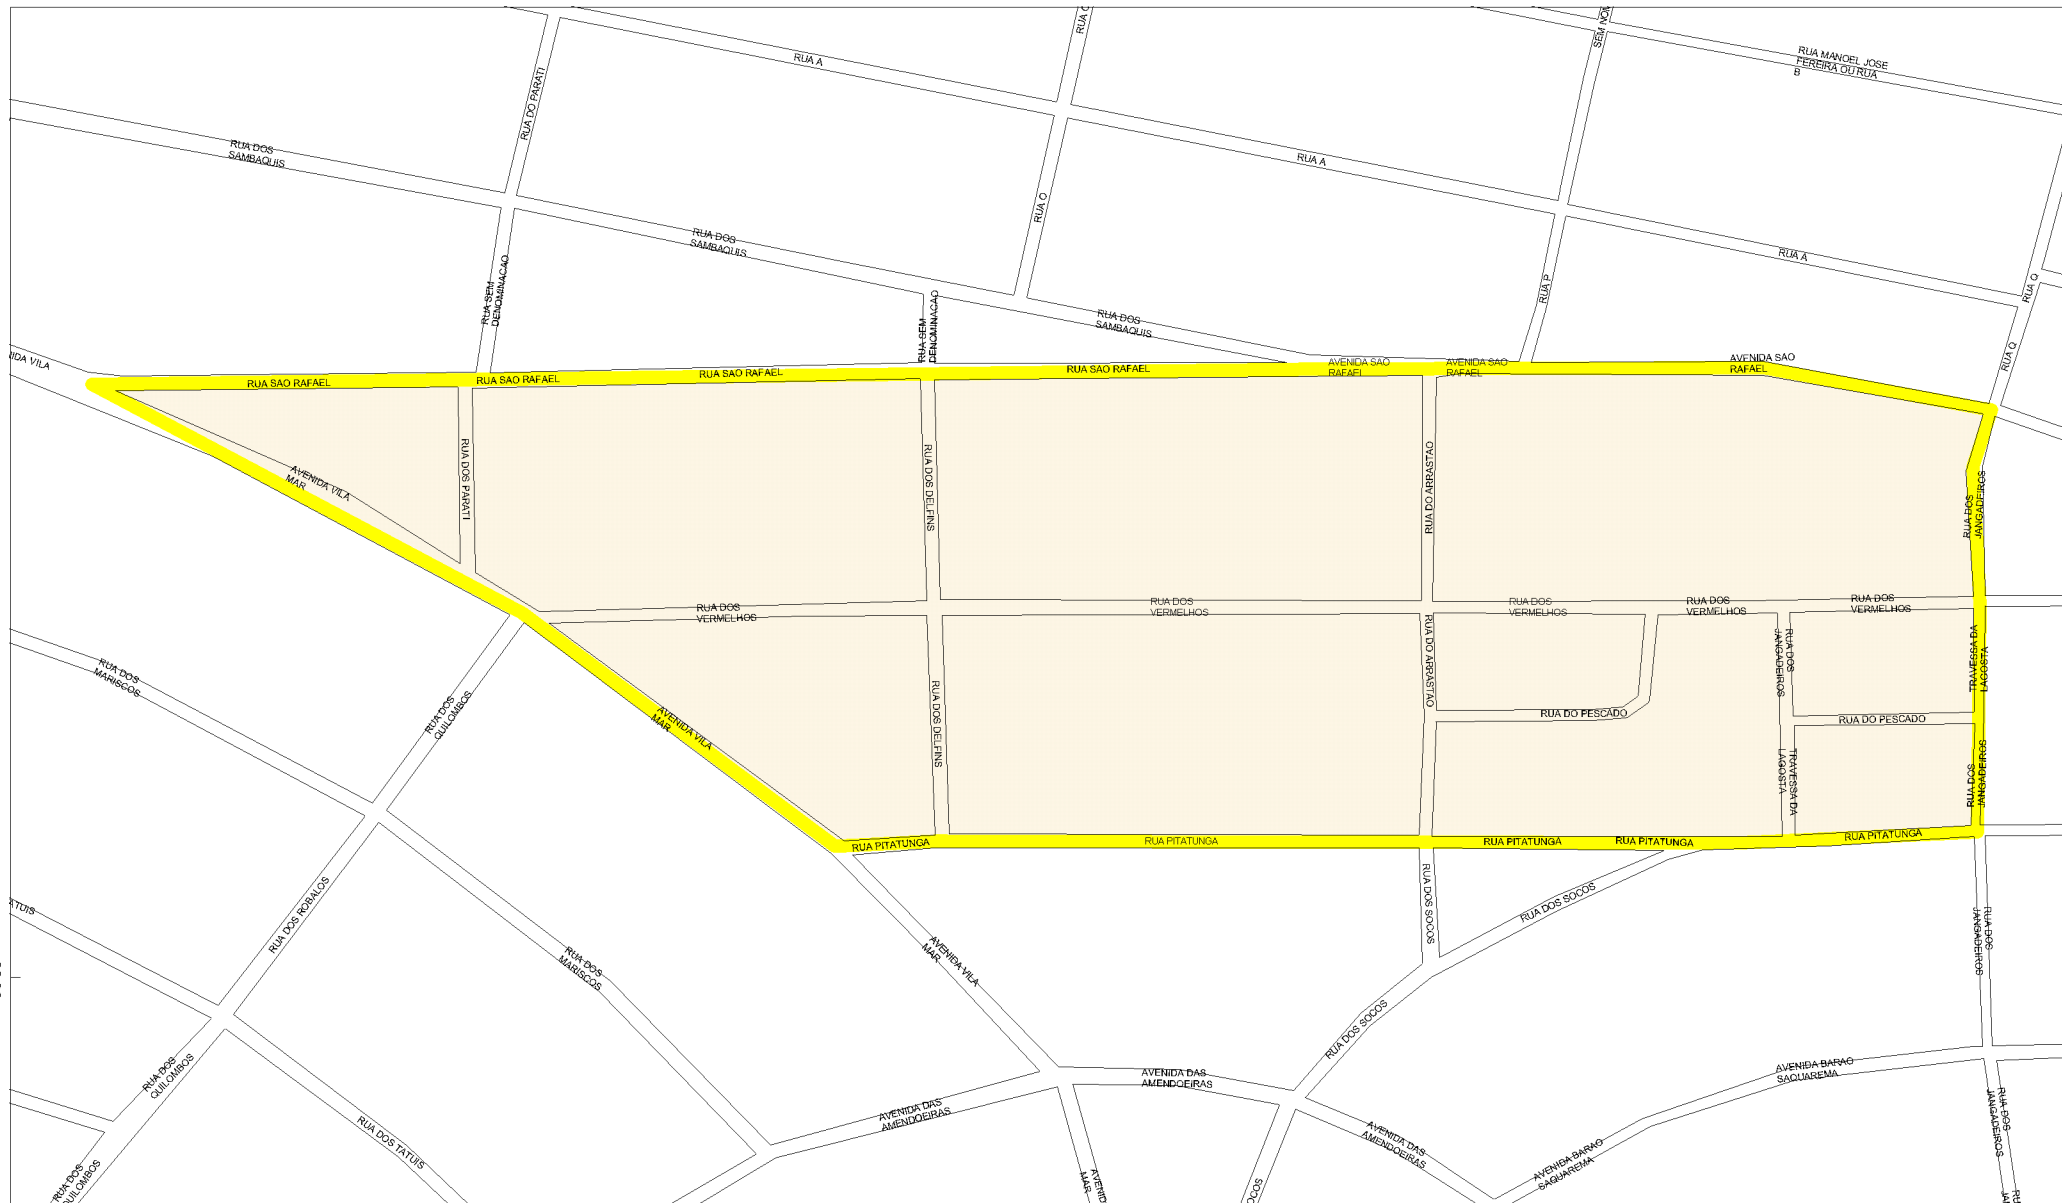 RUA A
RUA MANOEL JOSE
FEREIRA OU RUA
B
RUA DO PARATI
RUA DOS
SAMBAQUIS
RUA A
RUA O
RUA DOS
SAMBAQUIS
RUA A
RUA SEM
DENOMINACAO
RUA SEM
DENOMINACAO
RUA P
RUA Q
RUA DOS
SAMBAQUIS
RUA Q
VILA
RUA SAO RAFAEL
RUA SAO RAFAEL
RUA SAO RAFAEL
RUA SAO RAFAEL
AVENIDA SAO
RAFAEL
AVENIDA SAO
RAFAEL
AVENIDA SAO
RAFAEL
AVENIDA VILA
MAR
RUA DOS PARATI
RUA DOS DELFINS
RUA DO ARRASTAO
RUA DOS
JANGADEIROS
RUA DOS
VERMELHOS
RUA DOS
VERMELHOS
RUA DOS
VERMELHOS
RUA DOS
VERMELHOS
RUA DOS
VERMELHOS
RUA DOS
MARISCOS
RUA DOS
QUILOMBOS
AVENIDA VILA
MAR
RUA DOS DELFINS
RUA DO ARRASTAO
RUA DO PESCADO
RUA DOS
JANGADEIROS
TRAVESSA DA
LAGOSTA
RUA DO PESCADO
TRAVESSA DA
LAGOSTA
RUA DOS
JANGADEIROS
RUA PITATUNGA
RUA PITATUNGA
RUA PITATUNGA
RUA PITATUNGA
RUA PITATUNGA
RUA DOS ROBALOS
RUA DOS
MARISCOS
AVENIDA VILA
MAR
RUA DOS SOCOS
RUA DOS SOCOS
RUA DOS
JANGADEIROS
RUA DOS SOCOS
RUA DOS
QUILOMBOS
RUA DOS TATUIS
AVENIDA DAS
AMENDOEIRAS
AVENIDA DAS
AMENDOEIRAS
AVENIDA DAS
AMENDOEIRAS
AVENIDA BARAO
SAQUAREMA
AVENIDA BARAO
SAQUAREMA
RUA DOS
JANGADEIROS
RUA DOS
MAR